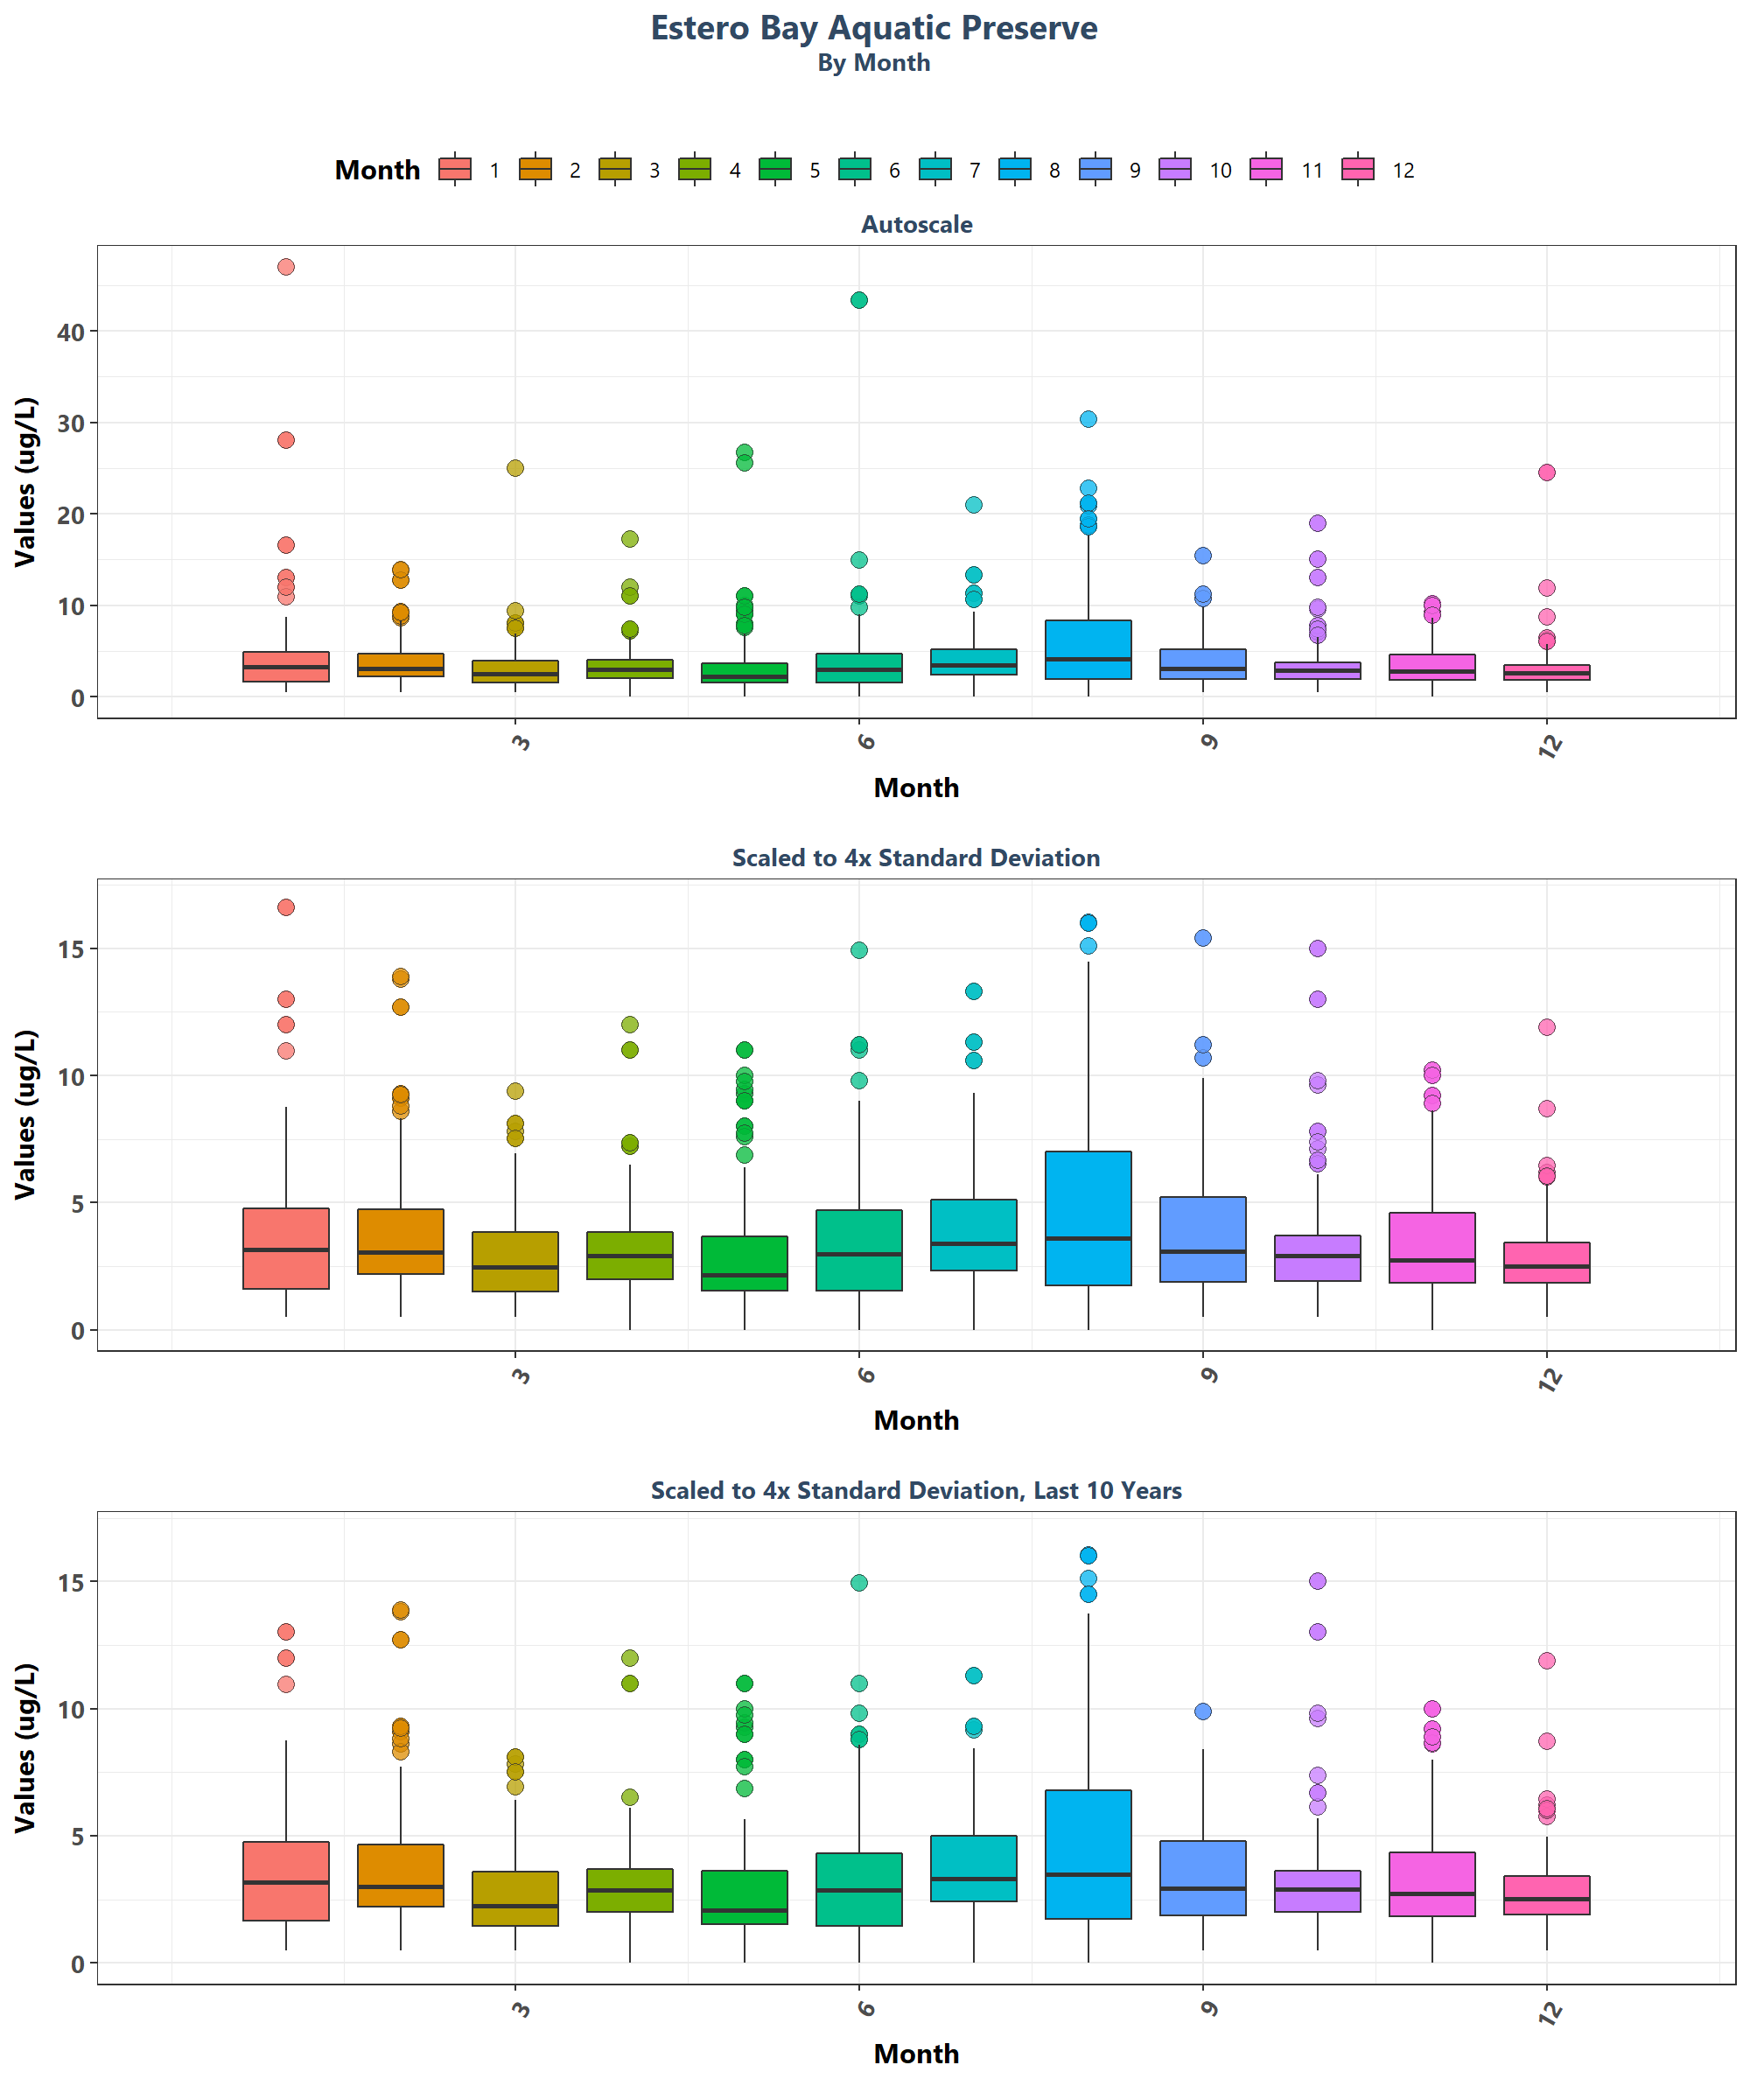 Estero Bay Aquatic Preserve
By Month
Month 1 2 3 4 5 6 7 8 9 10 11 12
Autoscale
Values (ug/L)
40
30
20
10
0
3 6 9 12
Month
Scaled to 4x Standard Deviation
Values (ug/L)
15
10
5
0
3 6 9 12
Month
Scaled to 4x Standard Deviation, Last 10 Years
Values (ug/L)
15
10
5
0
3 6 9 12
Month